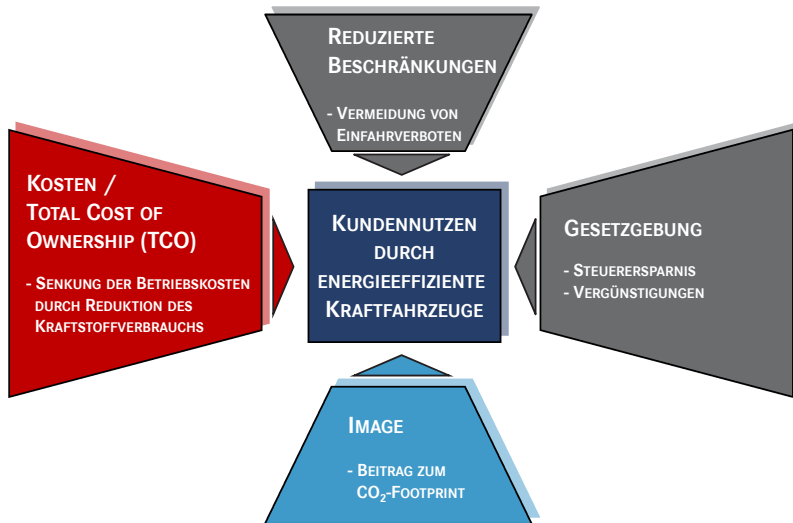 Reduzierte
Beschränkungen
- Vermeidung von
Einfahrverboten
Kosten /
Total Cost of
Ownership (TCO)
- Senkung der Betriebskosten
durch Reduktion des
Kraftstoffverbrauchs
Kundennutzen
durch
energieeffiziente
Kraftfahrzeuge
Gesetzgebung
- Steuerersparnis
- Vergünstigungen
Image
- Beitrag zum
CO₂-Footprint